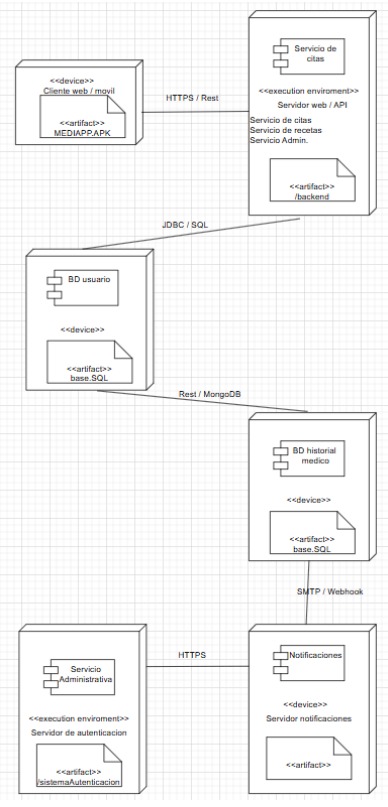 Servicio de
citas
<<execution enviroment>>
Servidor web / API
Servicio de citas
Servicio de recetas
Servicio Admin.
<<artifact>>
/backend
<<device>>
Cliente web / movil
<<artifact>>
MEDIAPP.APK
HTTPS / Rest
JDBC / SQL
BD usuario
<<device>>
<<artifact>>
base.SQL
Rest / MongoDB
BD historial
medico
<<device>>
<<artifact>>
base.SQL
SMTP / Webhook
Servicio
Administrativa
<<execution enviroment>>
Servidor de autenticacion
<<artifact>>
/sistemaAutenticacion
HTTPS
Notificaciones
<<device>>
Servidor notificaciones
<<artifact>>